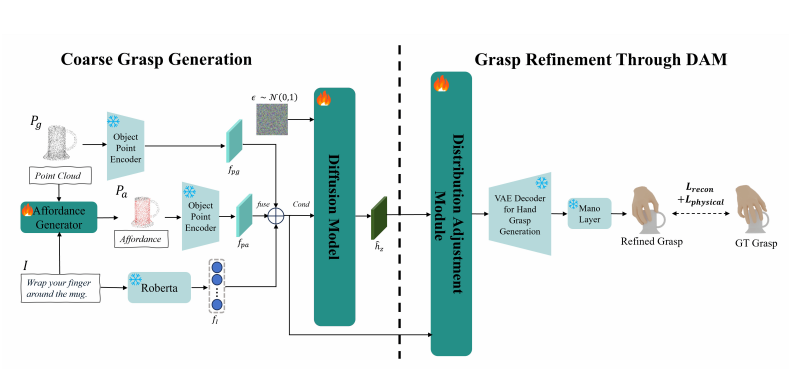 Coarse Grasp Generation
Grasp Refinement Through DAM
ϵ ~ 𝒩(0,1)
P_g
Object
Point
Encoder
f_pg
Point Cloud
P_a
Affordance
Generator
Affordance
Object
Point
Encoder
f_pa
fuse
Cond
Diffusion Model
ĥ_z
I
Wrap your finger
around the mug.
Roberta
f_l
Distribution Adjustment
Module
VAE Decoder
for Hand
Grasp
Generation
Mano
Layer
Refined Grasp
L_recon
+L_physical
GT Grasp